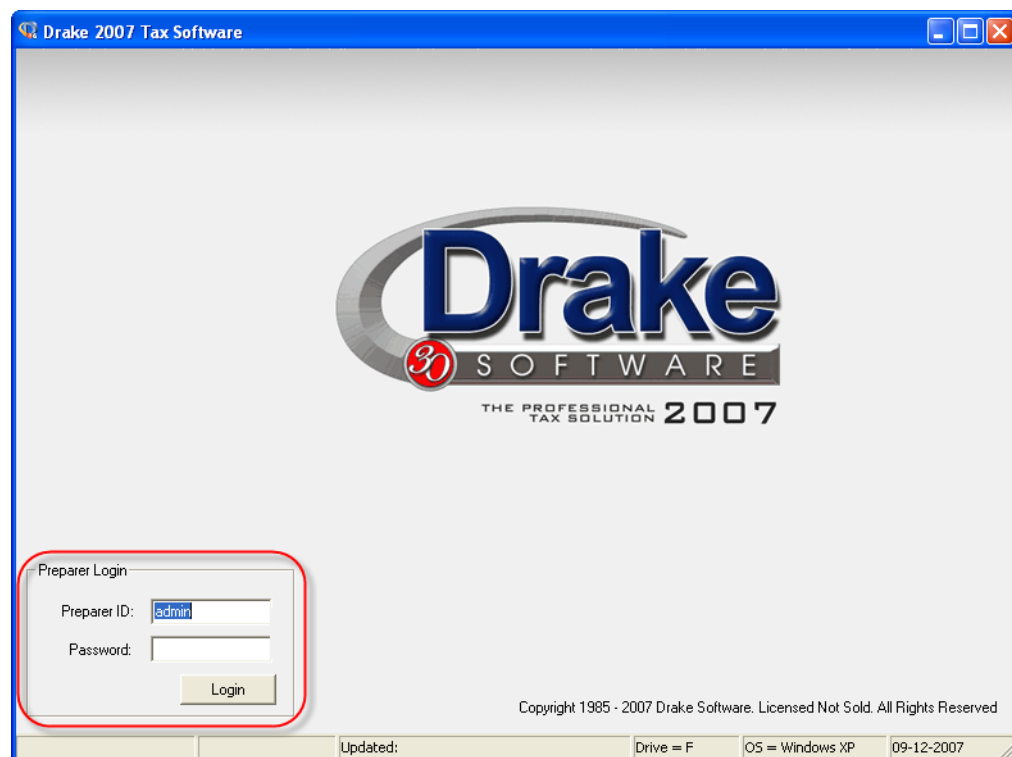 Drake 2007 Tax Software
Drake
30 SOFTWARE
THE PROFESSIONAL
TAX SOLUTION 2007
Preparer Login
Preparer ID: admin
Password:
Login
Copyright 1985 - 2007 Drake Software. Licensed Not Sold. All Rights Reserved
Updated: Drive = F OS = Windows XP 09-12-2007